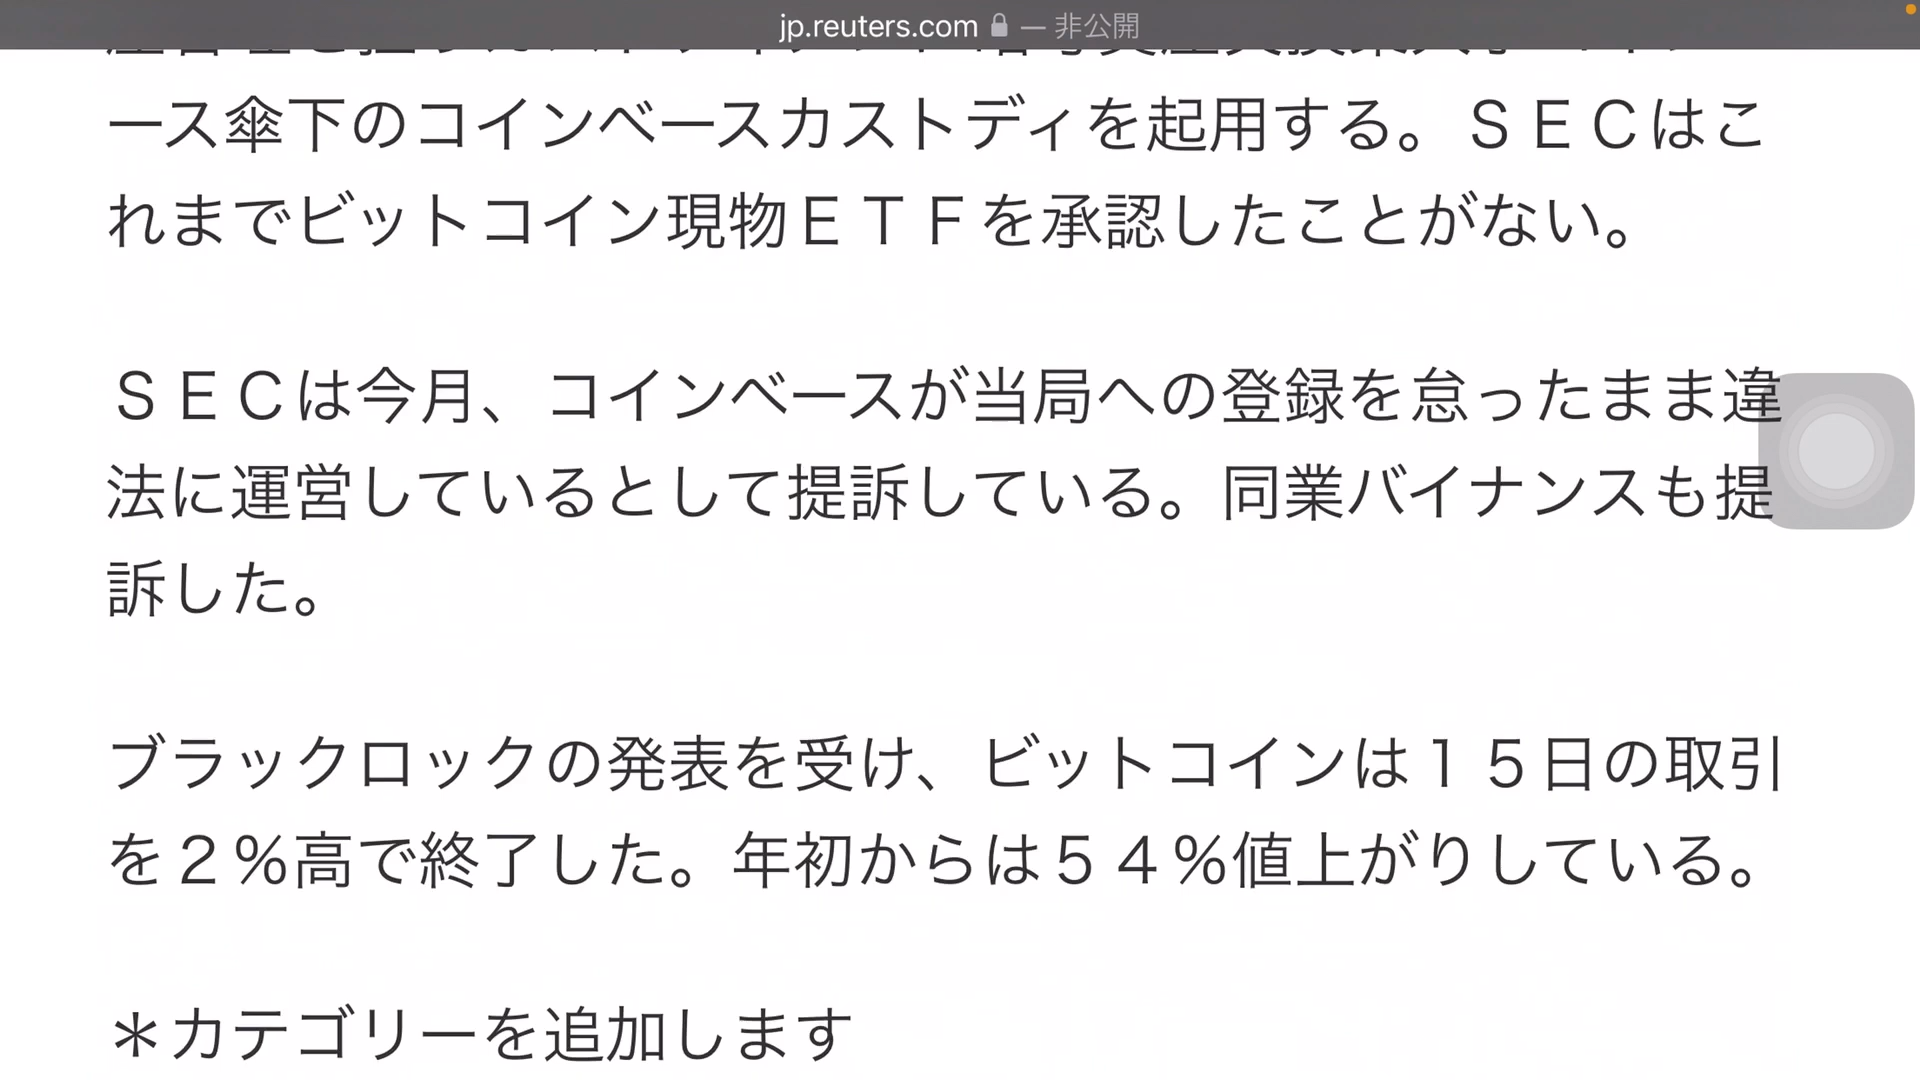 jp.reuters.com — 非公開
ース傘下のコインベースカストディを起用する。ＳＥＣはこ
れまでビットコイン現物ＥＴＦを承認したことがない。
ＳＥＣは今月、コインベースが当局への登録を怠ったまま違
法に運営しているとして提訴している。同業バイナンスも提
訴した。
ブラックロックの発表を受け、ビットコインは１５日の取引
を２％高で終了した。年初からは５４％値上がりしている。
＊カテゴリーを追加します